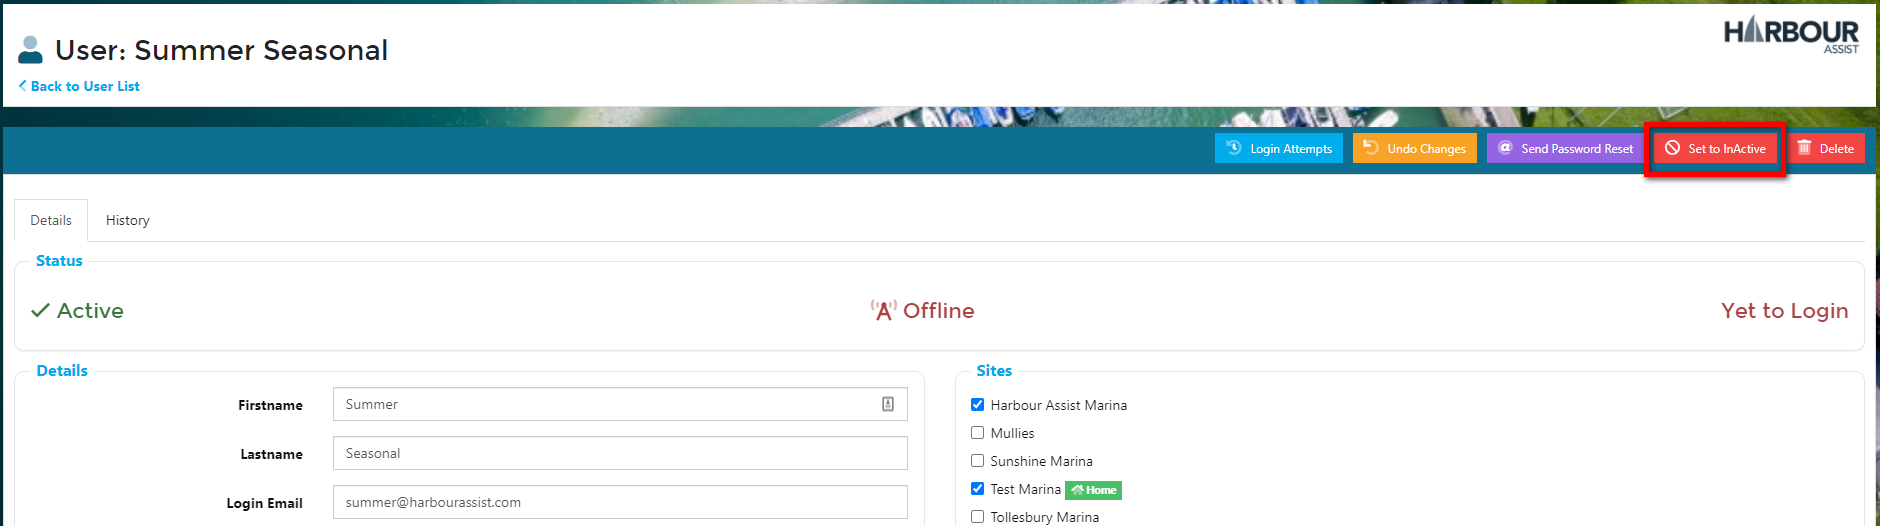 User: Summer Seasonal
HARBOUR
ASSIST
Back to User List
Login Attempts
Undo Changes
Send Password Reset
Set to InActive
Delete
Details
History
Status
Active
Offline
Yet to Login
Details
Firstname
Summer
Lastname
Seasonal
Login Email
summer@harbourassist.com
Sites
Harbour Assist Marina
Mullies
Sunshine Marina
Test Marina Home
Tollesbury Marina